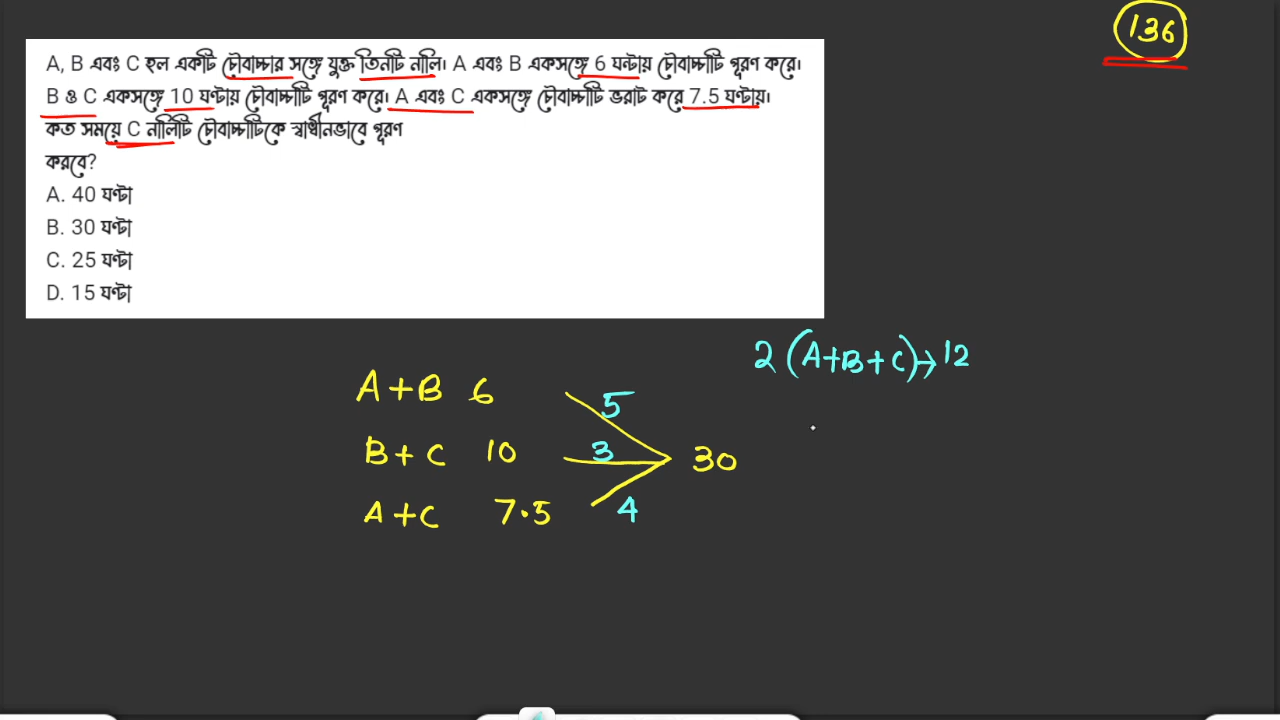 136
A, B এবং C হল একটি চৌবাচ্চার সঙ্গে যুক্ত তিনটি নালি। A এবং B একসঙ্গে 6 ঘন্টায় চৌবাচ্চাটি পূরণ করে।
B ও C একসঙ্গে 10 ঘণ্টায় চৌবাচ্চাটি পূরণ করে। A এবং C একসঙ্গে চৌবাচ্চাটি ভরাট করে 7.5 ঘণ্টায়।
কত সময়ে C নালিটি চৌবাচ্চাটিকে স্বাধীনভাবে পূরণ
করবে?
A. 40 ঘণ্টা
B. 30 ঘণ্টা
C. 25 ঘণ্টা
D. 15 ঘণ্টা
2 (A+B+C)→12
A+B 6 5
B+C 10 3 30
A+C 7.5 4